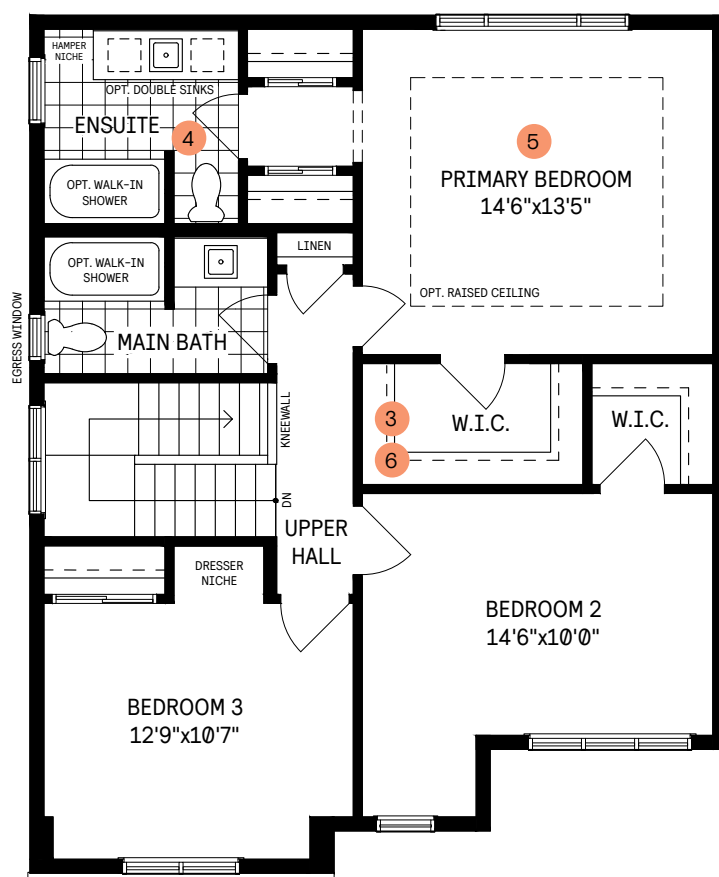 HAMPER
NICHE
OPT. DOUBLE SINKS
ENSUITE
4
OPT. WALK-IN
SHOWER
5
PRIMARY BEDROOM
14'6"x13'5"
OPT. RAISED CEILING
LINEN
OPT. WALK-IN
SHOWER
MAIN BATH
EGRESS WINDOW
3
6
W.I.C.
W.I.C.
KNEEWALL
DN
UPPER
HALL
DRESSER
NICHE
BEDROOM 2
14'6"x10'0"
BEDROOM 3
12'9"x10'7"